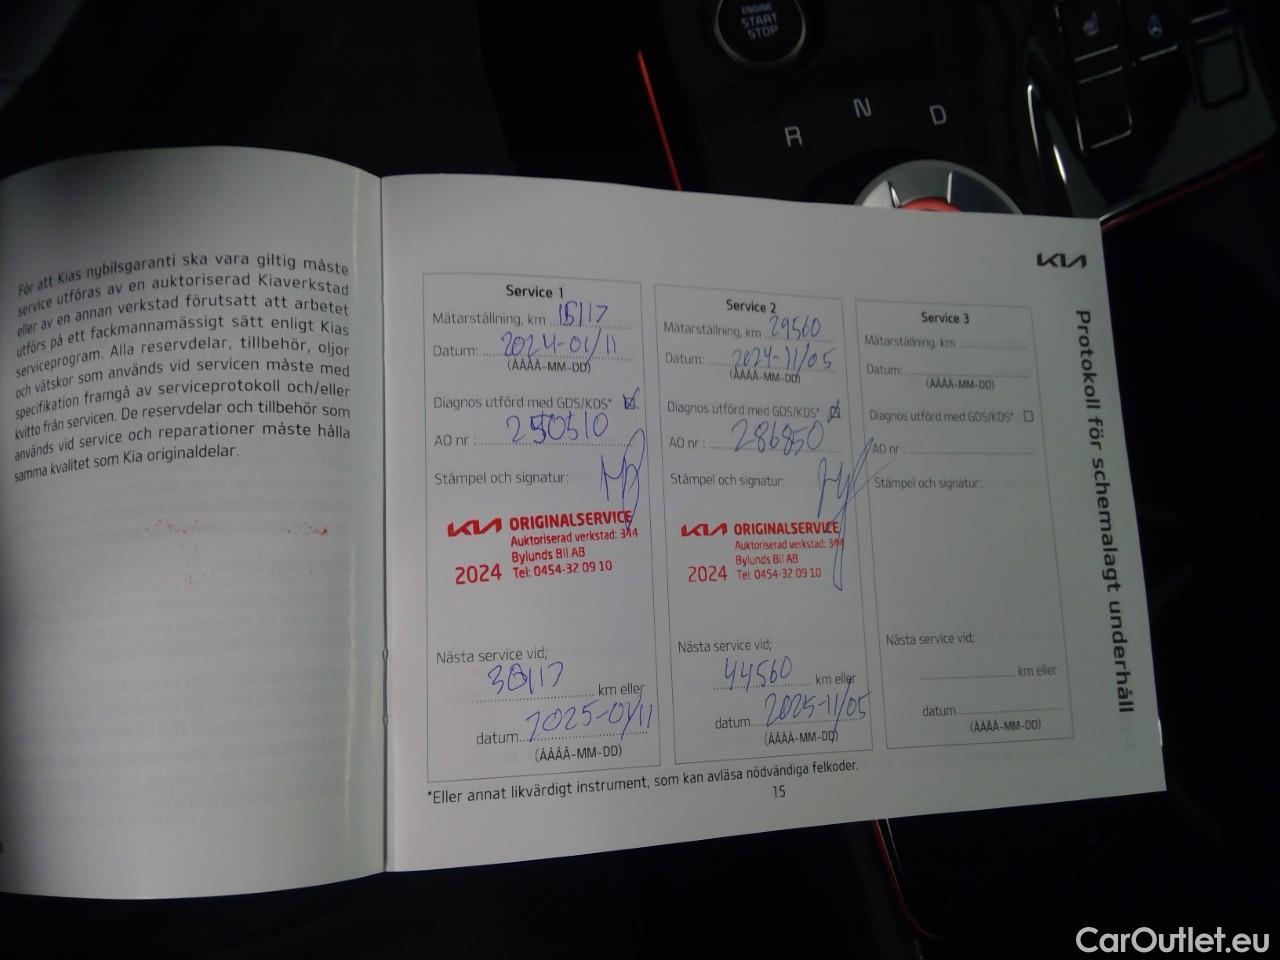 ENGINE
START
STOP
R N D
För att Kias nybilsgaranti ska vara giltig måste
service utföras av en auktoriserad Kiaverkstad
eller av en annan verkstad förutsatt att arbetet
utförs på ett fackmannamässigt sätt enligt Kias
serviceprogram. Alla reservdelar, tillbehör, oljor
och vätskor som används vid servicen måste med
specifikation framgå av serviceprotokoll och/eller
kvitto från servicen. De reservdelar och tillbehör som
används vid service och reparationer måste hålla
samma kvalitet som Kia originaldelar.
KIA
Protokoll för schemalagt underhåll
Service 1
Mätarställning, km 15117
Datum: 2024-01/11
(ÅÅÅÅ-MM-DD)
Diagnos utförd med GDS/KDS*
AO nr : 250510
Stämpel och signatur:
KIA ORIGINALSERVICE
Auktoriserad verkstad: 344
Bylunds Bil AB
2024 Tel: 0454-32 09 10
Nästa service vid;
30117 km eller
datum 2025-01/11
(ÅÅÅÅ-MM-DD)
Service 2
Mätarställning, km 29560
Datum: 2024-11/05
(ÅÅÅÅ-MM-DD)
Diagnos utförd med GDS/KDS*
AO nr : 286850
Stämpel och signatur:
KIA ORIGINALSERVICE
Auktoriserad verkstad: 344
Bylunds Bil AB
2024 Tel: 0454-32 09 10
Nästa service vid;
44560 km eller
datum 2025-11/05
(ÅÅÅÅ-MM-DD)
Service 3
Mätarställning, km
Datum:
(ÅÅÅÅ-MM-DD)
Diagnos utförd med GDS/KDS*
AO nr :
Stämpel och signatur:
Nästa service vid;
km eller
datum
(ÅÅÅÅ-MM-DD)
*Eller annat likvärdigt instrument, som kan avläsa nödvändiga felkoder.
15
CarOutlet.eu